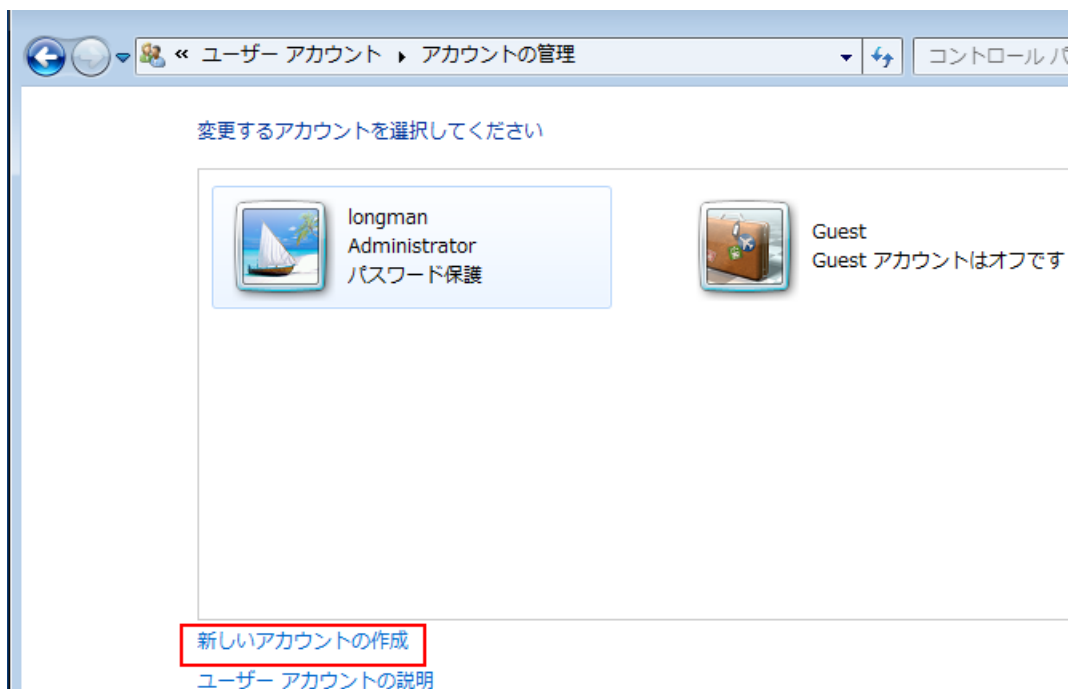 « ユーザー アカウント ▸ アカウントの管理
コントロール パ
変更するアカウントを選択してください
longman
Administrator
パスワード保護
Guest
Guest アカウントはオフです
新しいアカウントの作成
ユーザー アカウントの説明